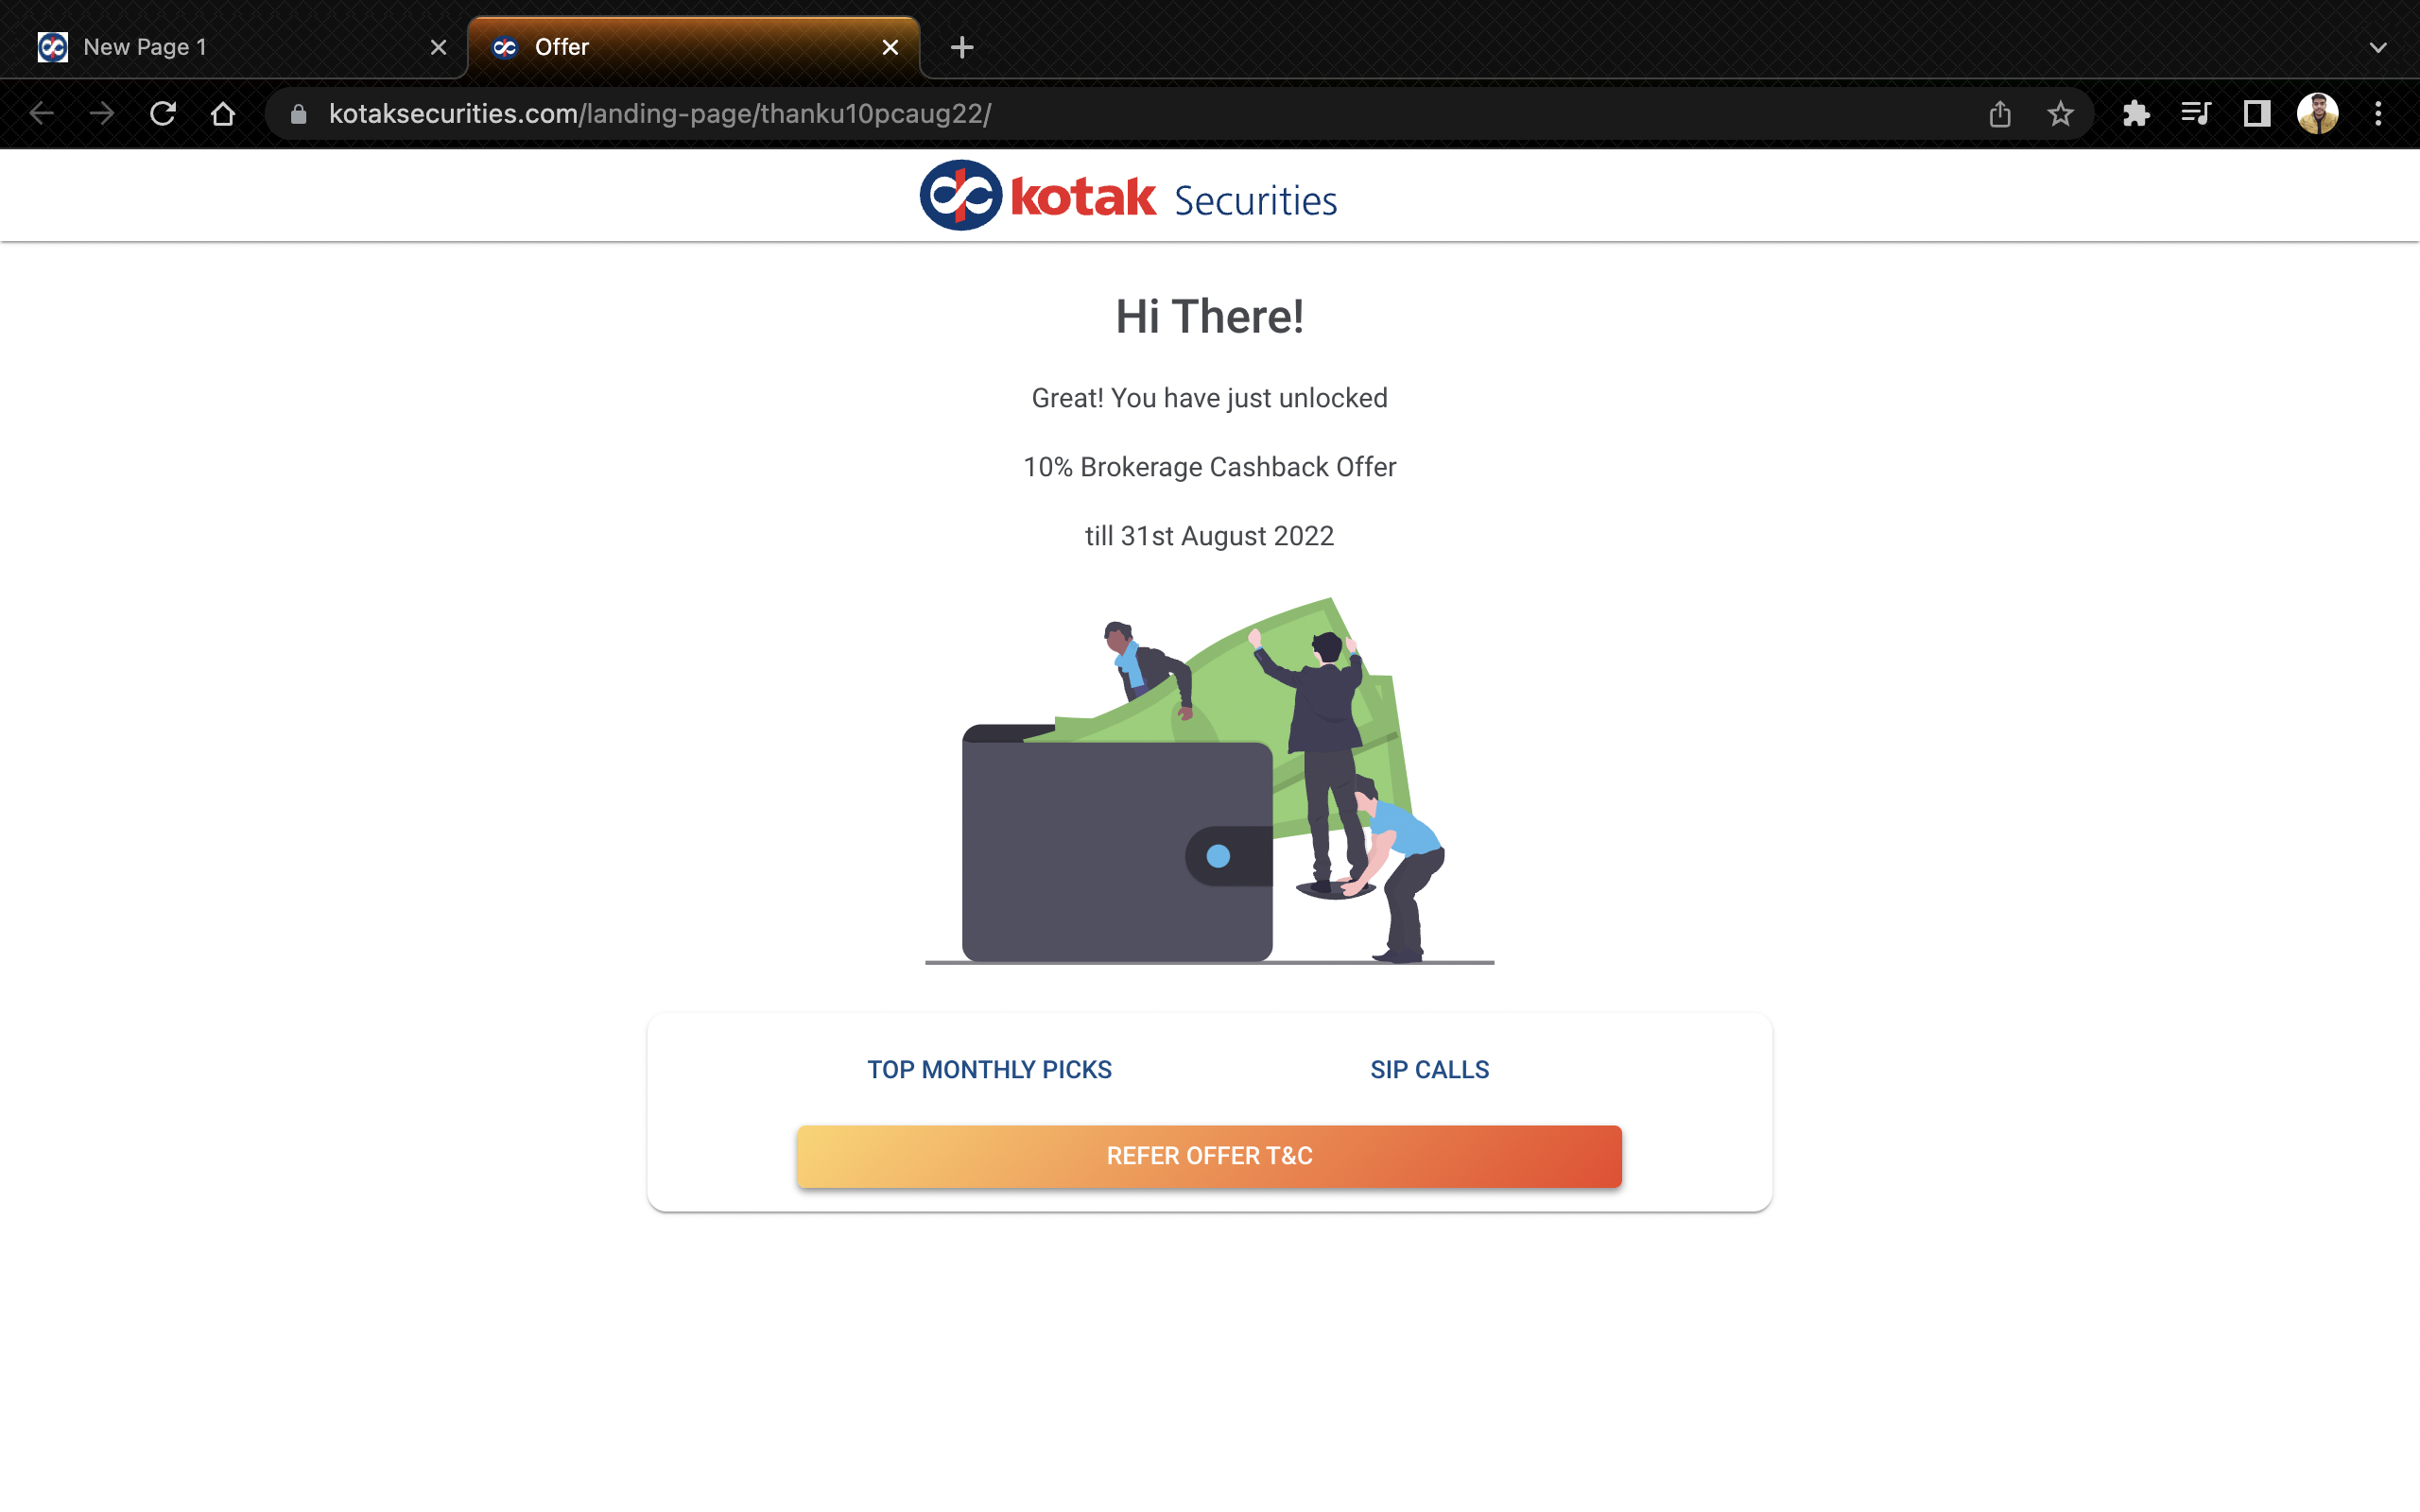 New Page 1
Offer
kotaksecurities.com/landing-page/thanku10pcaug22/
kotak Securities
Hi There!
Great! You have just unlocked
10% Brokerage Cashback Offer
till 31st August 2022
TOP MONTHLY PICKS
SIP CALLS
REFER OFFER T&C